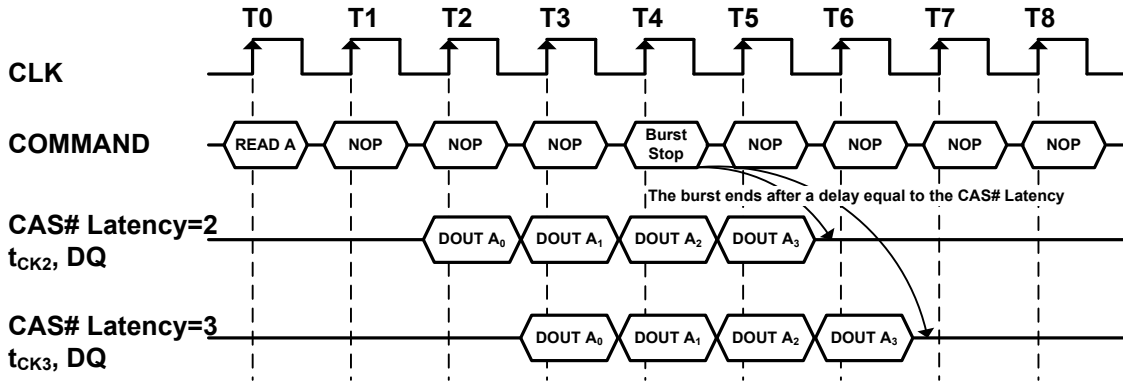 T0 T1 T2 T3 T4 T5 T6 T7 T8
CLK
COMMAND
READ A NOP NOP NOP Burst Stop NOP NOP NOP NOP
The burst ends after a delay equal to the CAS# Latency
CAS# Latency=2
tCK2, DQ
DOUT A0 DOUT A1 DOUT A2 DOUT A3
CAS# Latency=3
tCK3, DQ
DOUT A0 DOUT A1 DOUT A2 DOUT A3